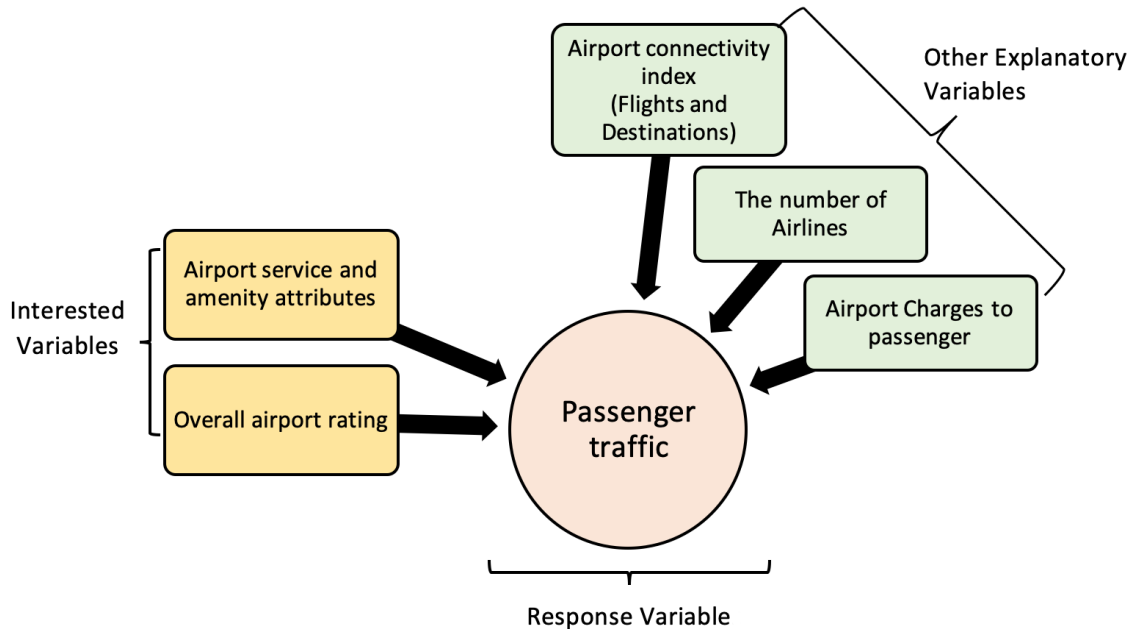 Airport connectivity
index
(Flights and
Destinations)
Other Explanatory
Variables
The number of
Airlines
Airport Charges to
passenger
Interested
Variables
Airport service and
amenity attributes
Overall airport rating
Passenger
traffic
Response Variable